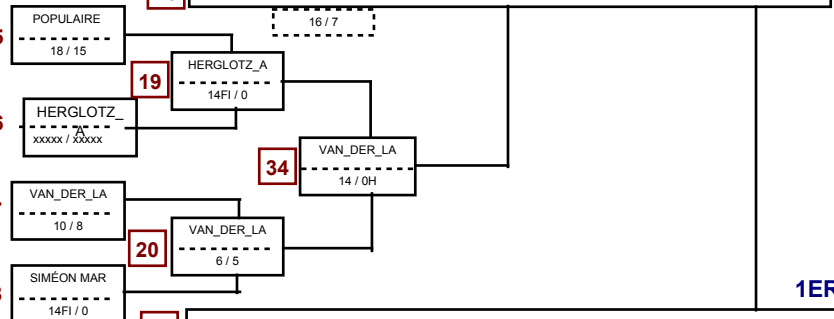 16 / 7
POPULAIRE
18 / 15
HERGLOTZ_A
19
14FI / 0
HERGLOTZ_
A
xxxxx / xxxxx
VAN_DER_LA
34
14 / 0H
VAN_DER_LA
10 / 8
VAN_DER_LA
20
6 / 5
SIMÉON MAR
14FI / 0
1ER